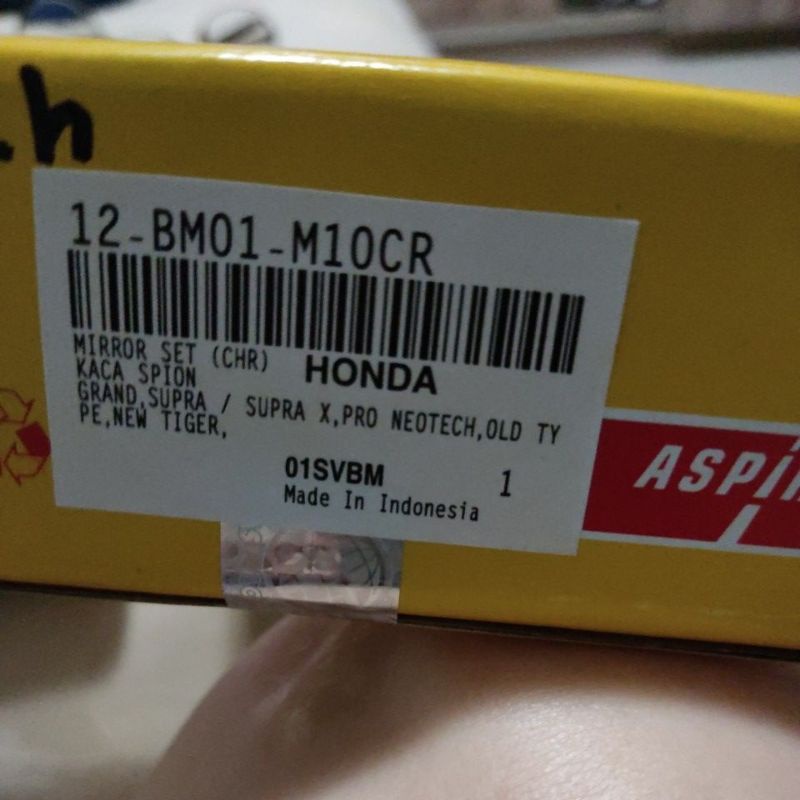 h
12-BM01-M10CR
MIRROR SET (CHR)
KACA SPION
HONDA
GRAND,SUPRA / SUPRA X,PRO NEOTECH,OLD TY
PE,NEW TIGER,
01SVBM 1
Made In Indonesia